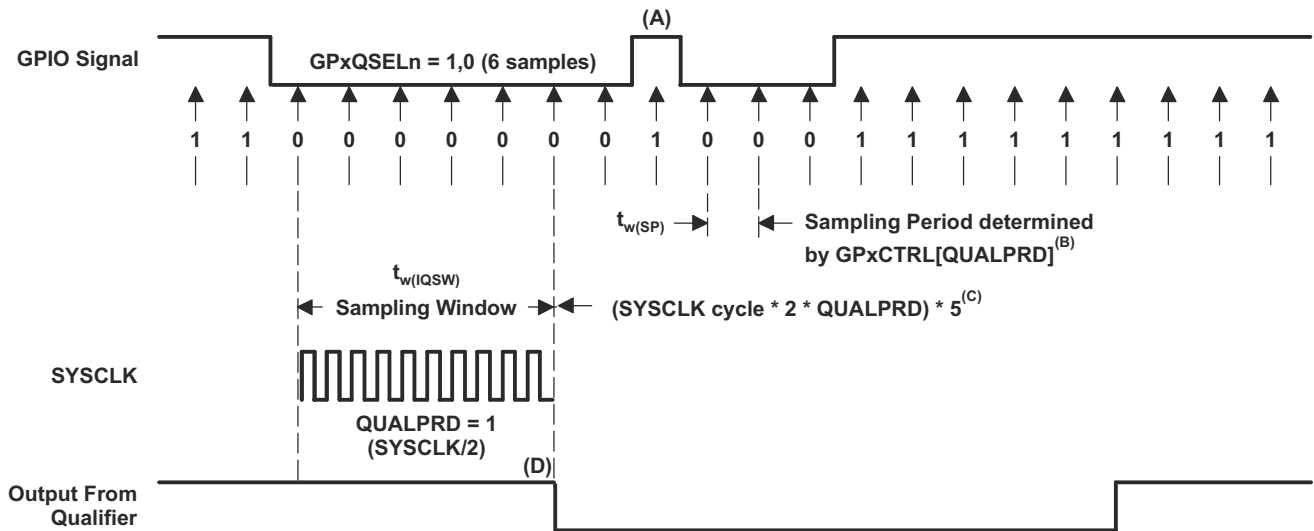 (A)
GPIO Signal
GPxQSELn = 1,0 (6 samples)
1 1 0 0 0 0 0 0 0 1 0 0 0 1 1 1 1 1 1 1 1 1
tw(SP)
Sampling Period determined
by GPxCTRL[QUALPRD](B)
tw(IQSW)
Sampling Window
(SYSCLK cycle * 2 * QUALPRD) * 5(C)
SYSCLK
QUALPRD = 1
(SYSCLK/2)
(D)
Output From
Qualifier